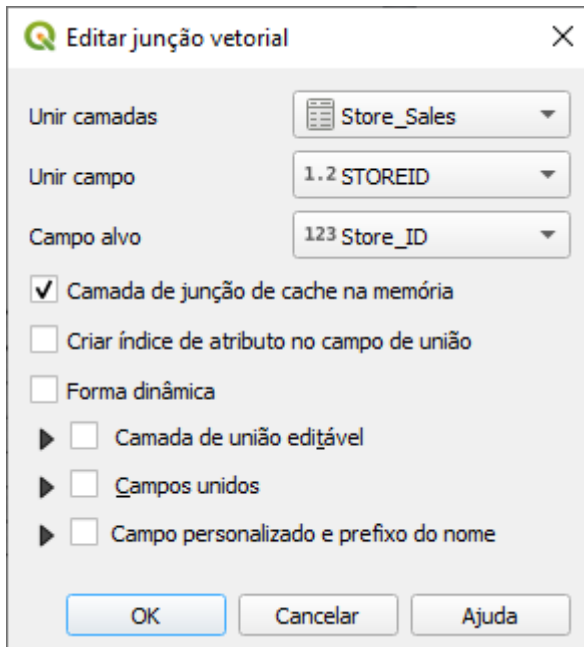 Editar junção vetorial
Unir camadas Store_Sales
Unir campo 1.2 STOREID
Campo alvo 123 Store_ID
Camada de junção de cache na memória
Criar índice de atributo no campo de união
Forma dinâmica
Camada de união editável
Campos unidos
Campo personalizado e prefixo do nome
OK Cancelar Ajuda